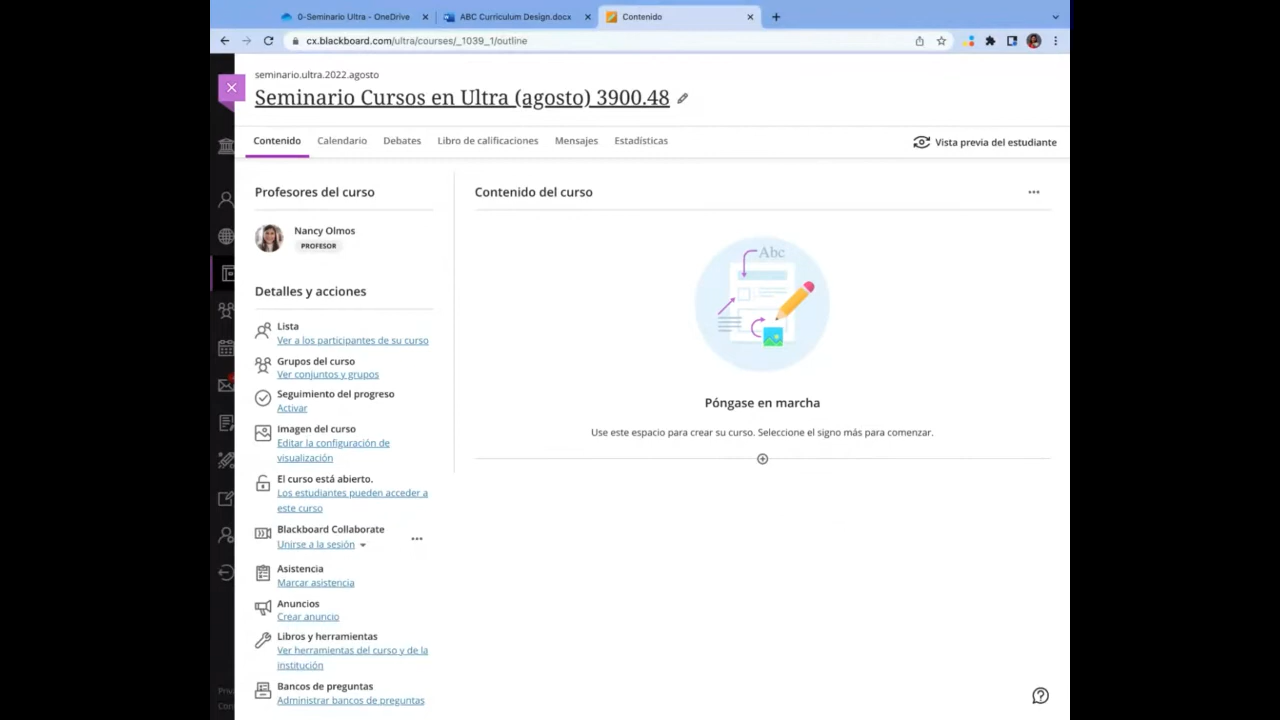 0-Seminario Ultra - OneDrive
ABC Curriculum Design.docx
Contenido
cx.blackboard.com/ultra/courses/_1039_1/outline
seminario.ultra.2022.agosto
Seminario Cursos en Ultra (agosto) 3900.48
Contenido
Calendario
Debates
Libro de calificaciones
Mensajes
Estadísticas
Vista previa del estudiante
Profesores del curso
Nancy Olmos
PROFESOR
Detalles y acciones
Lista
Ver a los participantes de su curso
Grupos del curso
Ver conjuntos y grupos
Seguimiento del progreso
Activar
Imagen del curso
Editar la configuración de
visualización
El curso está abierto.
Los estudiantes pueden acceder a
este curso
Blackboard Collaborate
Unirse a la sesión
Asistencia
Marcar asistencia
Anuncios
Crear anuncio
Libros y herramientas
Ver herramientas del curso y de la
institución
Bancos de preguntas
Administrar bancos de preguntas
Contenido del curso
Abc
Póngase en marcha
Use este espacio para crear su curso. Seleccione el signo más para comenzar.